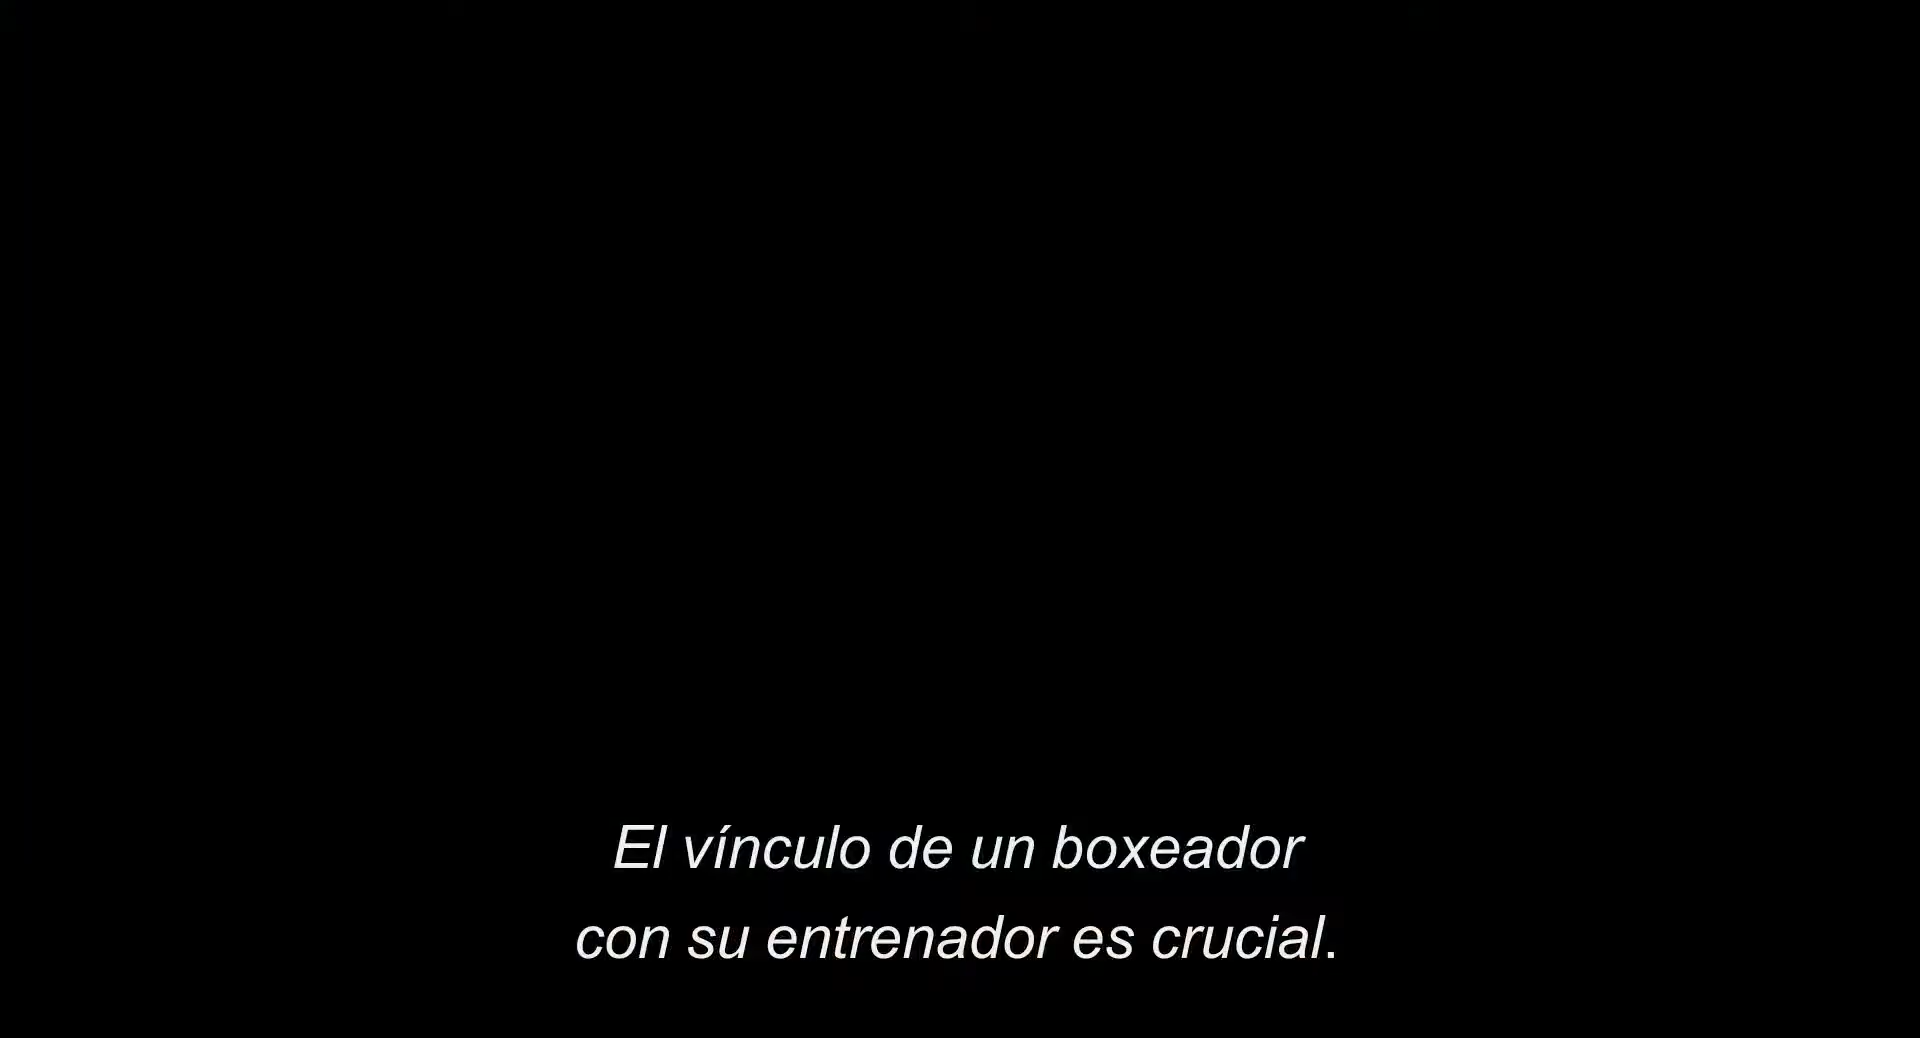 El vínculo de un boxeador
con su entrenador es crucial.